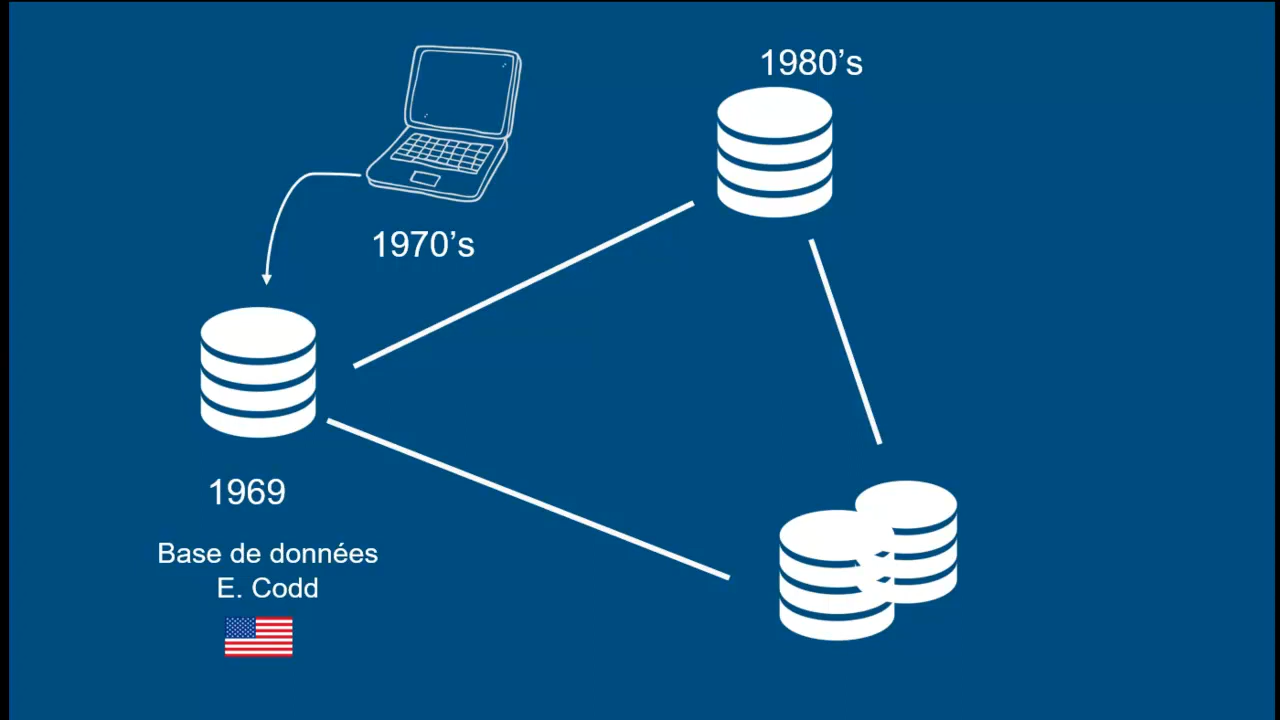 1980’s
1970’s
1969
Base de données
E. Codd